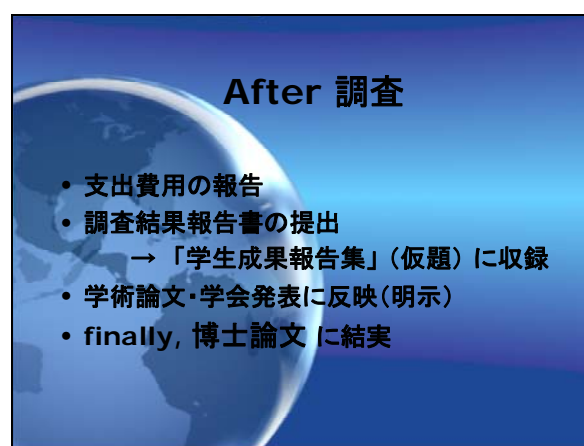 After 調査
• 支出費用の報告
• 調査結果報告書の提出
→ 「学生成果報告集」(仮題) に収録
• 学術論文・学会発表に反映(明示)
• finally, 博士論文 に結実